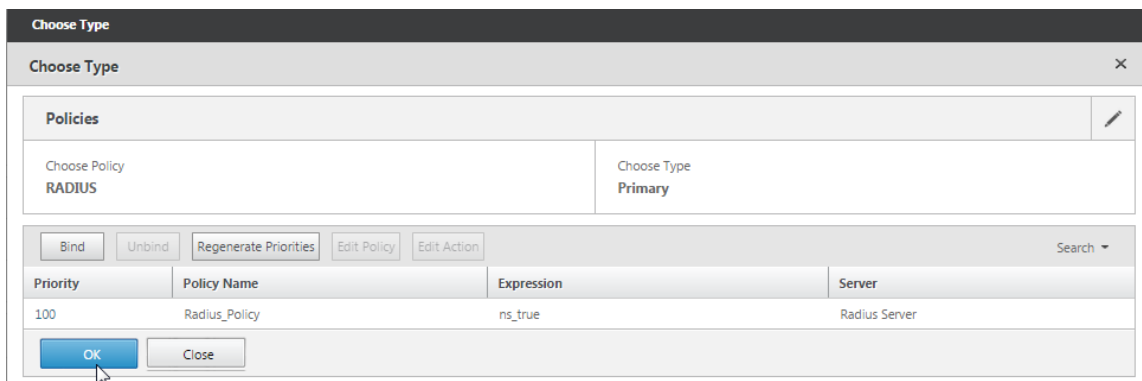 Choose Type
Choose Type
Policies
Choose Policy
RADIUS
Choose Type
Primary
Bind Unbind Regenerate Priorities Edit Policy Edit Action Search
Priority Policy Name Expression Server
100 Radius_Policy ns_true Radius Server
OK Close